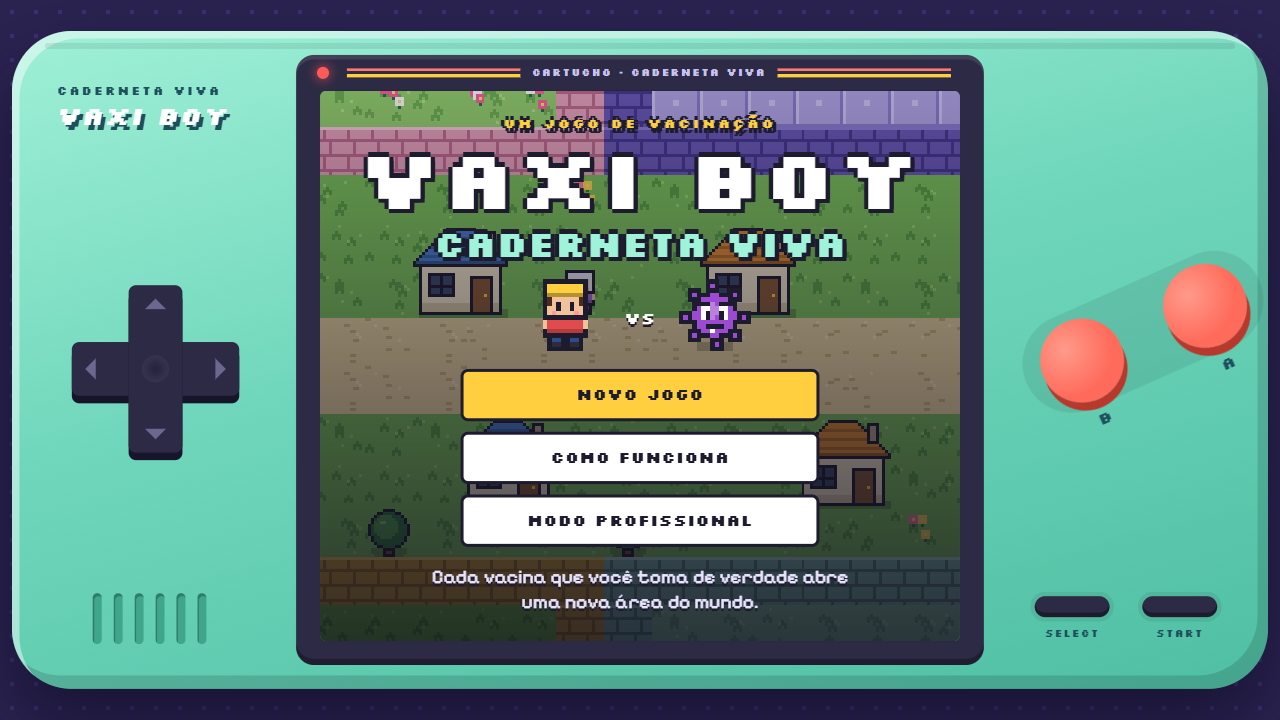 CADERNETA VIVA
VAXI BOY
CARTUCHO · CADERNETA VIVA
UM JOGO DE VACINAÇÃO
VAXI BOY
CADERNETA VIVA
VS
NOVO JOGO
COMO FUNCIONA
MODO PROFISSIONAL
Cada vacina que você toma de verdade abre
uma nova área do mundo.
A
B
SELECT
START